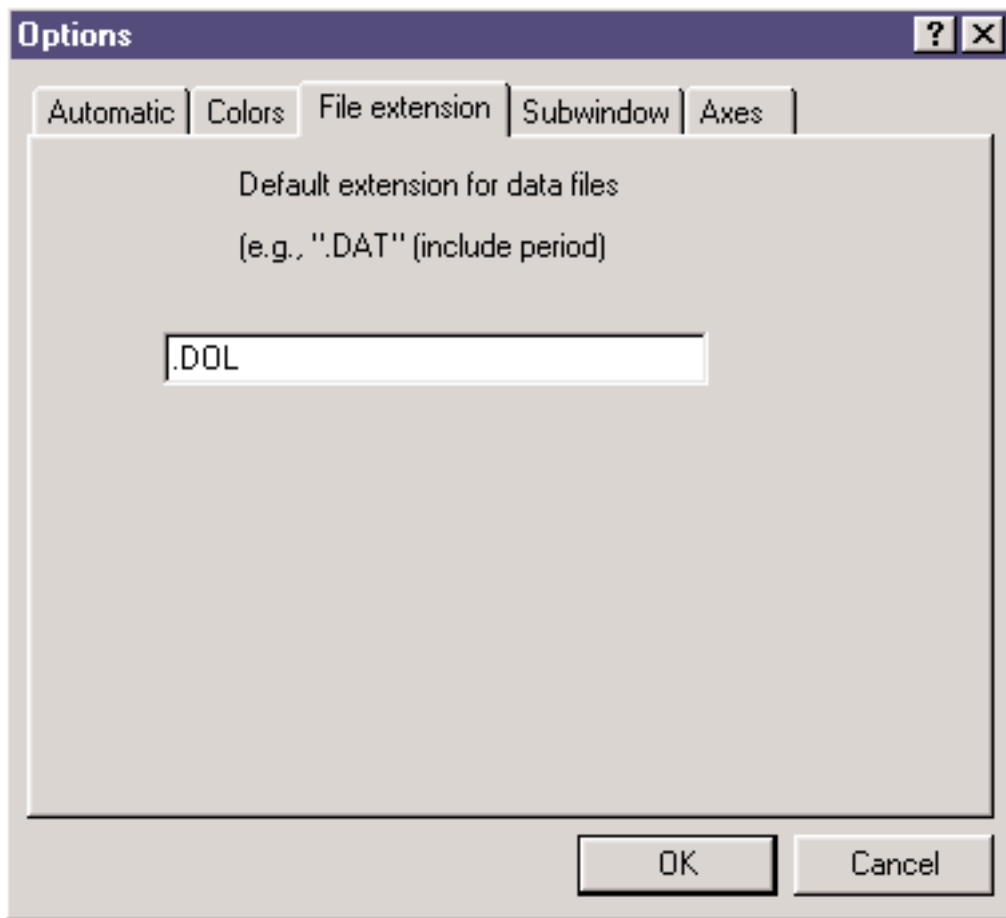 Options
Automatic Colors File extension Subwindow Axes
Default extension for data files
(e.g., ".DAT" (include period)
.DOL
OK Cancel